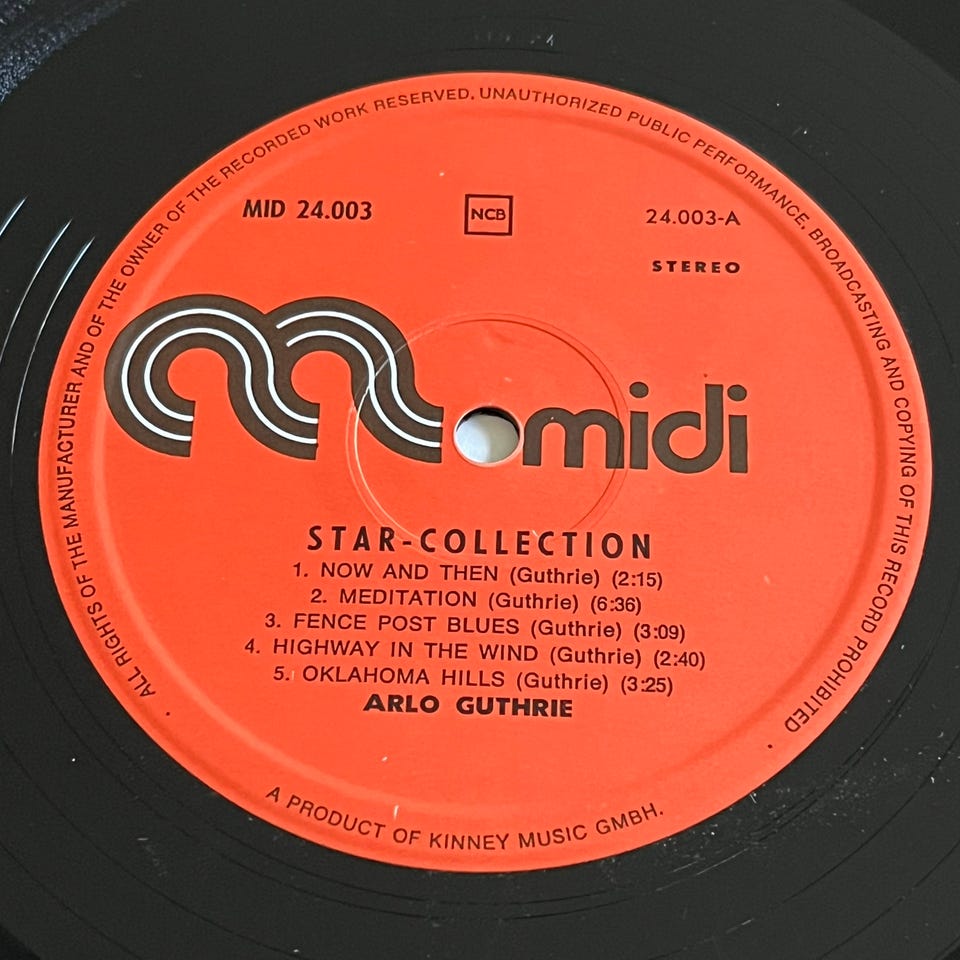 ALL RIGHTS OF THE MANUFACTURER AND OF THE OWNER OF THE RECORDED WORK RESERVED. UNAUTHORIZED PUBLIC PERFORMANCE, BROADCASTING AND COPYING OF THIS RECORD PROHIBITED
MID 24.003
NCB
24.003-A
STEREO
midi
STAR-COLLECTION
1. NOW AND THEN (Guthrie) (2:15)
2. MEDITATION (Guthrie) (6:36)
3. FENCE POST BLUES (Guthrie) (3:09)
4. HIGHWAY IN THE WIND (Guthrie) (2:40)
5. OKLAHOMA HILLS (Guthrie) (3:25)
ARLO GUTHRIE
A PRODUCT OF KINNEY MUSIC GMBH.